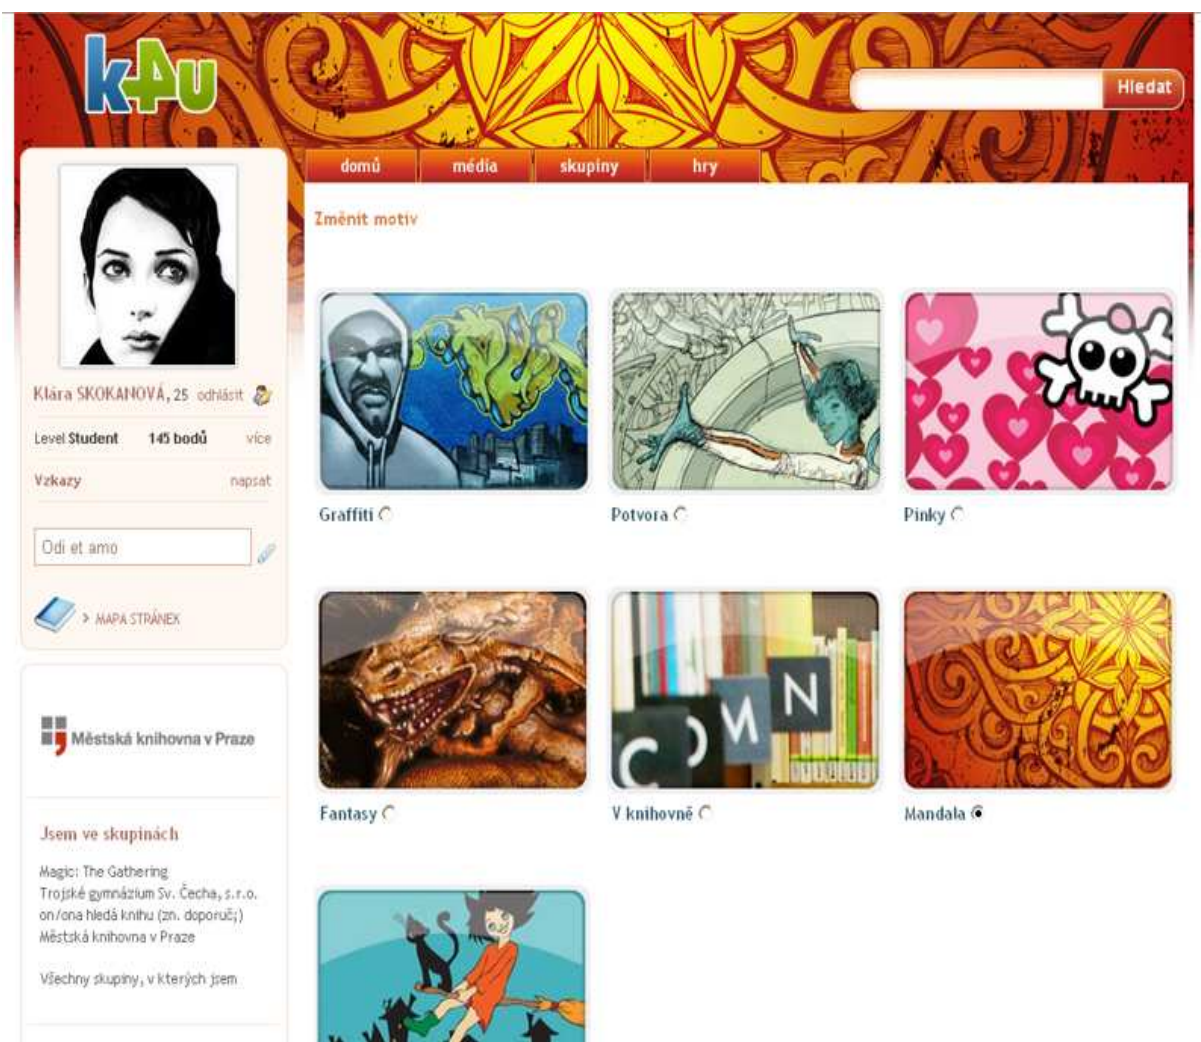 k4u
Hledat
domů média skupiny hry
Změnit motiv
Klára SKOKANOVÁ, 25 odhlásit
Level Student 145 bodů více
Vzkazy napsat
Odi et amo
> MAPA STRÁNEK
Graffiti Potvora Pinky
C O M N
Fantasy V knihovně Mandala
Městská knihovna v Praze
Jsem ve skupinách
Magic: The Gathering
Trojské gymnázium Sv. Čecha, s.r.o.
on/ona hledá knihu (zn. doporuč;)
Městská knihovna v Praze
Všechny skupiny, v kterých jsem